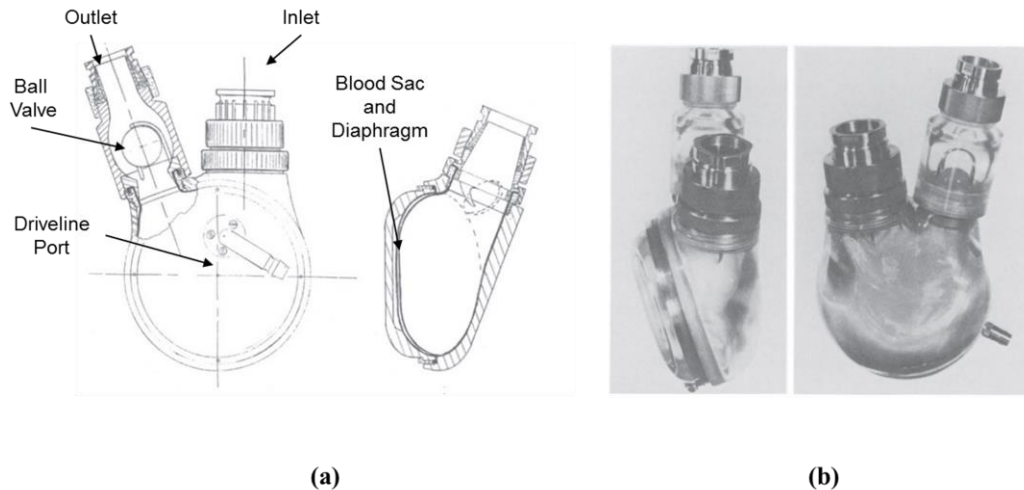 Outlet
Inlet
Ball
Valve
Blood Sac
and
Diaphragm
Driveline
Port
(a)
(b)